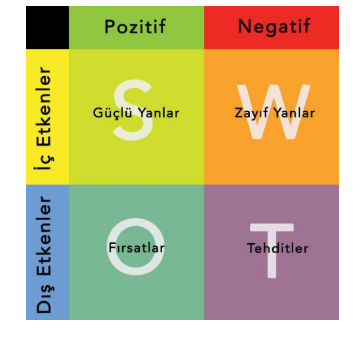 Pozitif
Negatif
İç Etkenler
S
Güçlü Yanlar
W
Zayıf Yanlar
Dış Etkenler
O
Fırsatlar
T
Tehditler